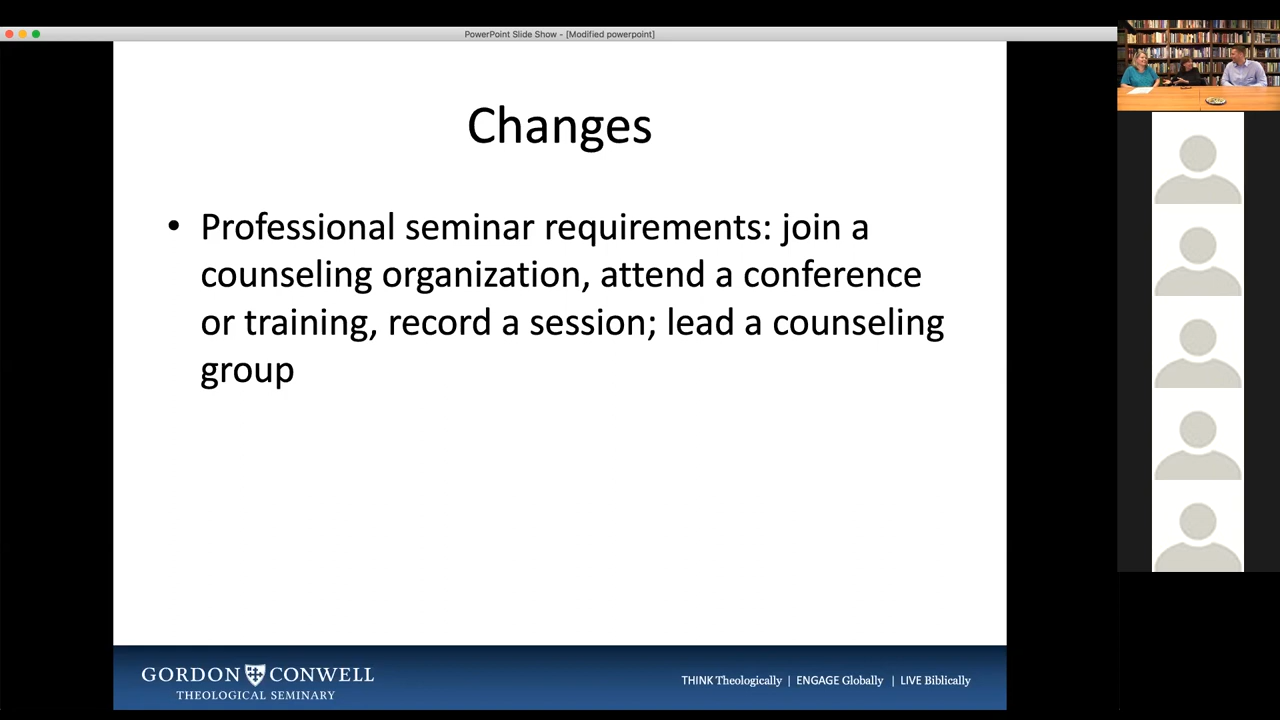 PowerPoint Slide Show - [Modified powerpoint]
Changes
• Professional seminar requirements: join a
counseling organization, attend a conference
or training, record a session; lead a counseling
group
GORDON CONWELL
THEOLOGICAL SEMINARY
THINK Theologically | ENGAGE Globally | LIVE Biblically